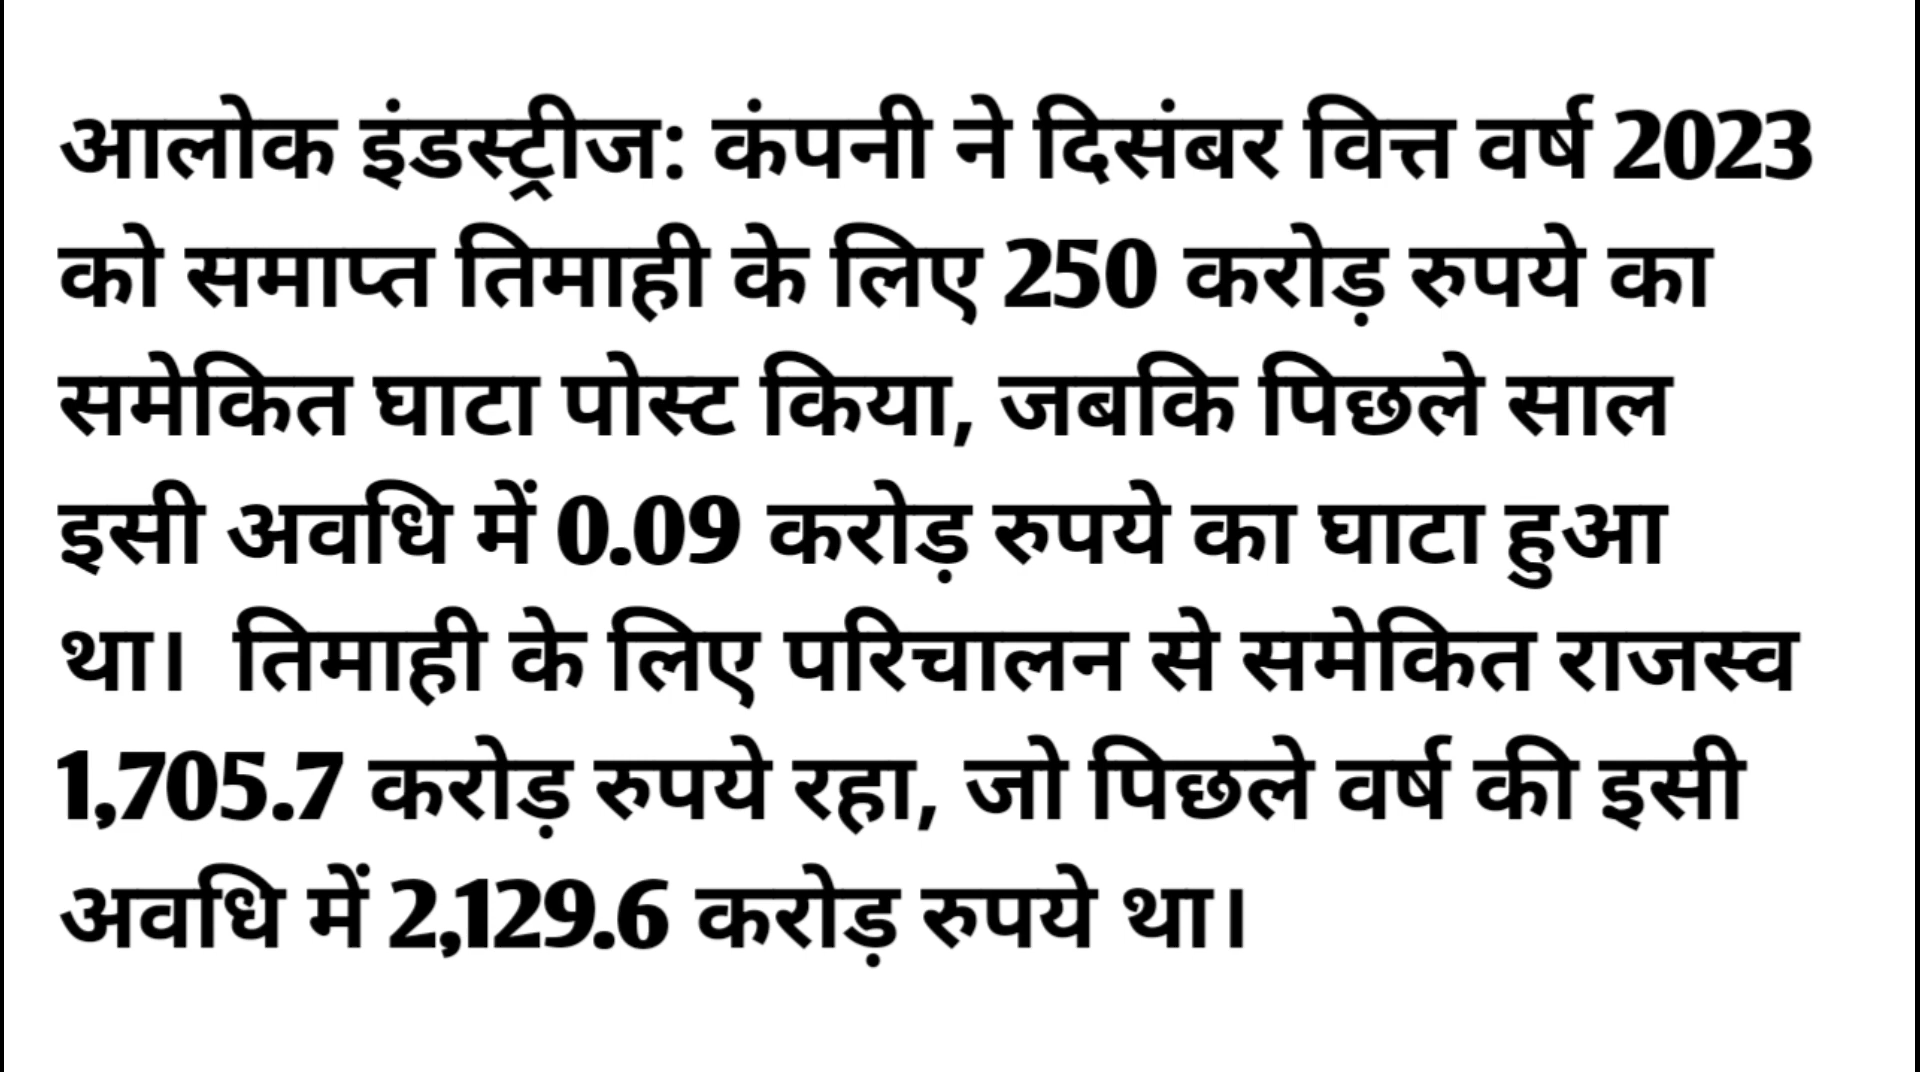 आलोक इंडस्ट्रीज: कंपनी ने दिसंबर वित्त वर्ष 2023
को समाप्त तिमाही के लिए 250 करोड़ रुपये का
समेकित घाटा पोस्ट किया, जबकि पिछले साल
इसी अवधि में 0.09 करोड़ रुपये का घाटा हुआ
था। तिमाही के लिए परिचालन से समेकित राजस्व
1,705.7 करोड़ रुपये रहा, जो पिछले वर्ष की इसी
अवधि में 2,129.6 करोड़ रुपये था।